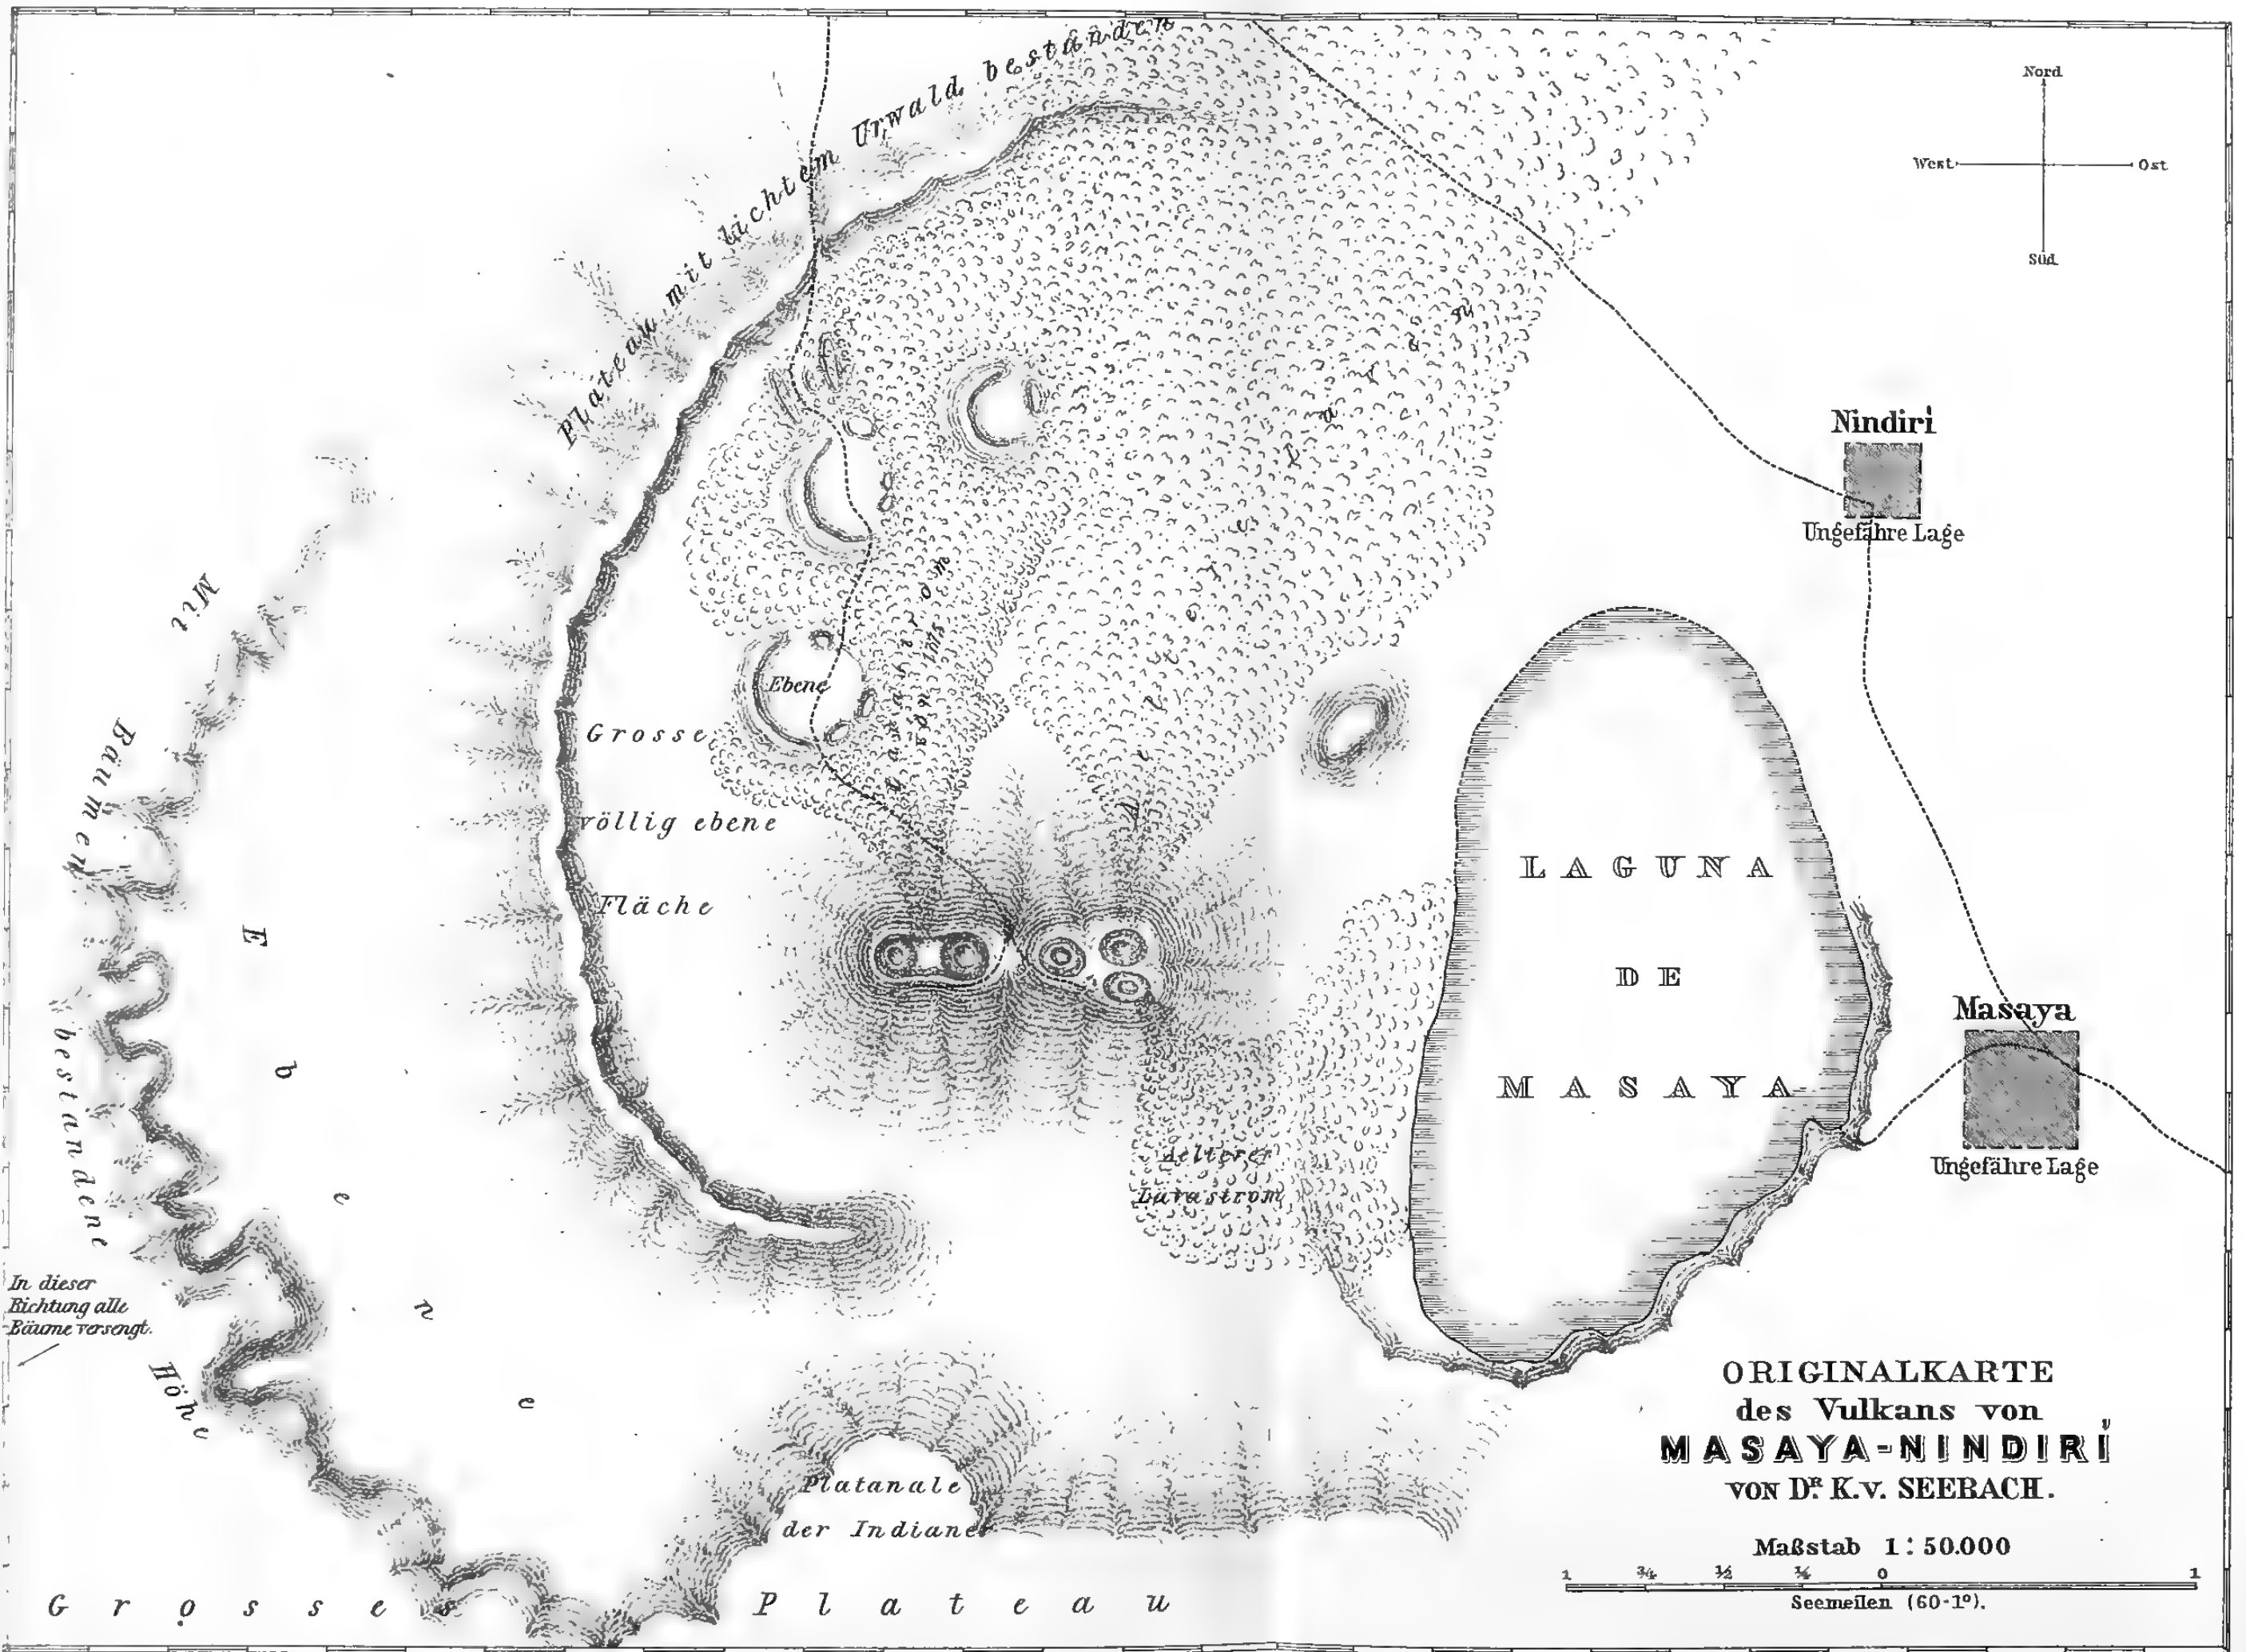 Plateau mit lichtem Urwald bestanden
Nord
West
Ost
Süd
Nindiri
Ungefähre Lage
Mit Bäumen bestandene Höhe
Ebene
Ebene
Grosse
völlig ebene
Fläche
Lavastrom
LAGUNA
DE
MASAYA
Masaya
Ungefähre Lage
Aelterer
Lavastrom
In dieser
Richtung alle
Bäume versengt.
Platanale
der Indianer
Grosses Plateau
ORIGINALKARTE
des Vulkans von
MASAYA-NINDIRÍ
VON DR. K.v. SEEBACH.
Maßstab 1:50.000
1 ¾ ½ ¼ 0 1
Seemeilen (60=1º).